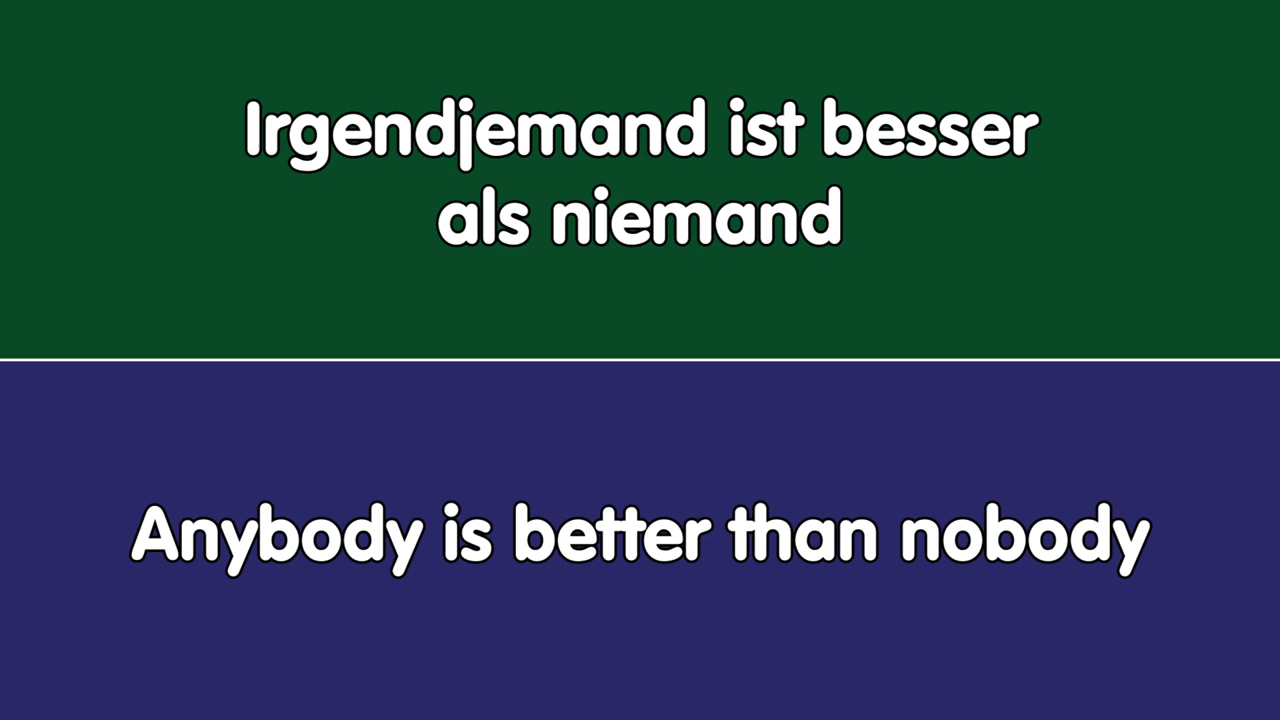 Irgendjemand ist besser
als niemand
Anybody is better than nobody